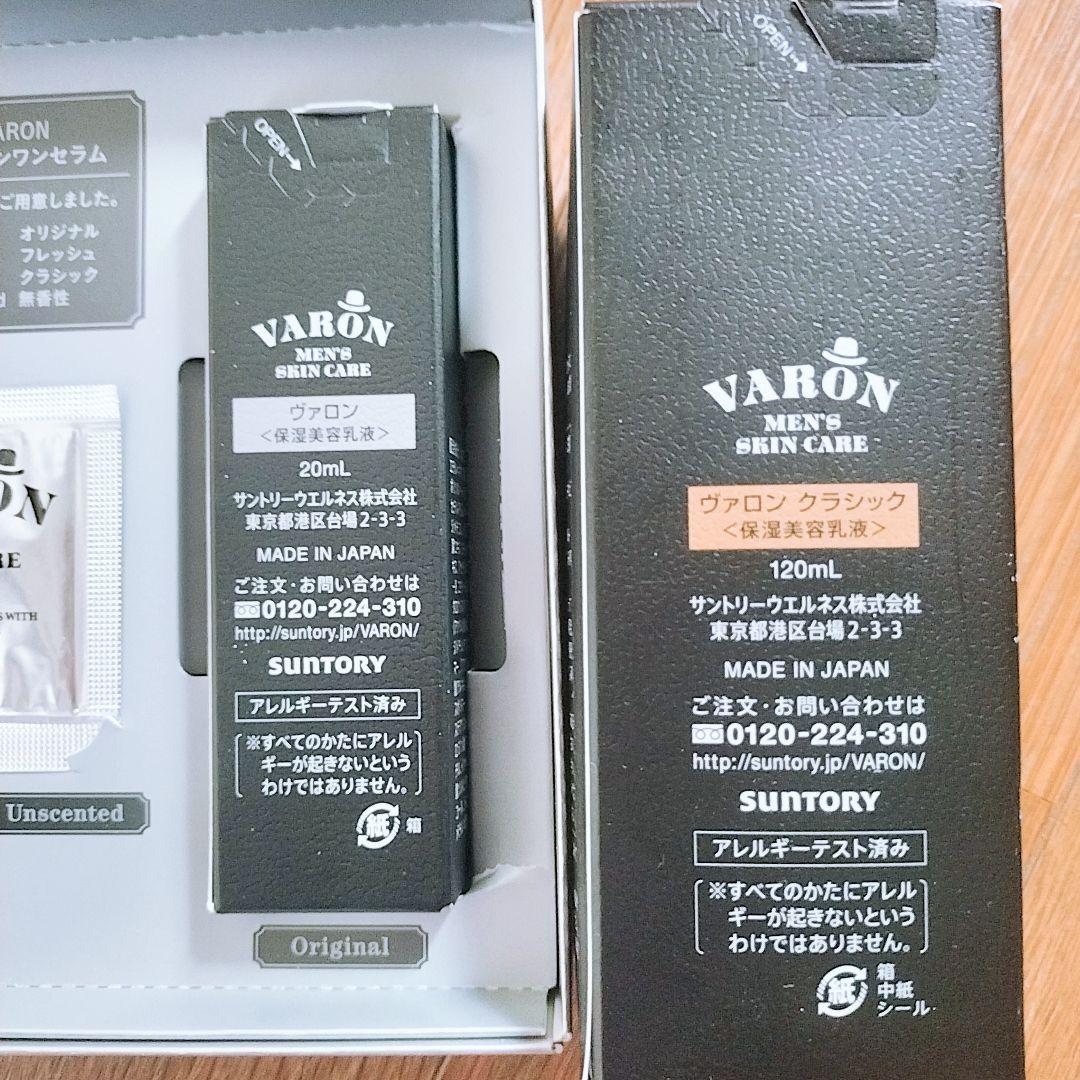 ARON
ンワンセラム
ご用意しました。
オリジナル
フレッシュ
クラシック
d 無香性
ON
RE
S WITH
Unscented
OPEN
VARON
MEN'S
SKIN CARE
ヴァロン
＜保湿美容乳液＞
20mL
サントリーウエルネス株式会社
東京都港区台場2-3-3
MADE IN JAPAN
ご注文・お問い合わせは
0120-224-310
http://suntory.jp/VARON/
SUNTORY
アレルギーテスト済み
※すべてのかたにアレル
ギーが起きないという
わけではありません。
紙 箱
Original
OPEN
VARON
MEN'S
SKIN CARE
ヴァロン クラシック
＜保湿美容乳液＞
120mL
サントリーウエルネス株式会社
東京都港区台場2-3-3
MADE IN JAPAN
ご注文・お問い合わせは
0120-224-310
http://suntory.jp/VARON/
SUNTORY
アレルギーテスト済み
※すべてのかたにアレル
ギーが起きないという
わけではありません。
紙
箱
中紙
シール